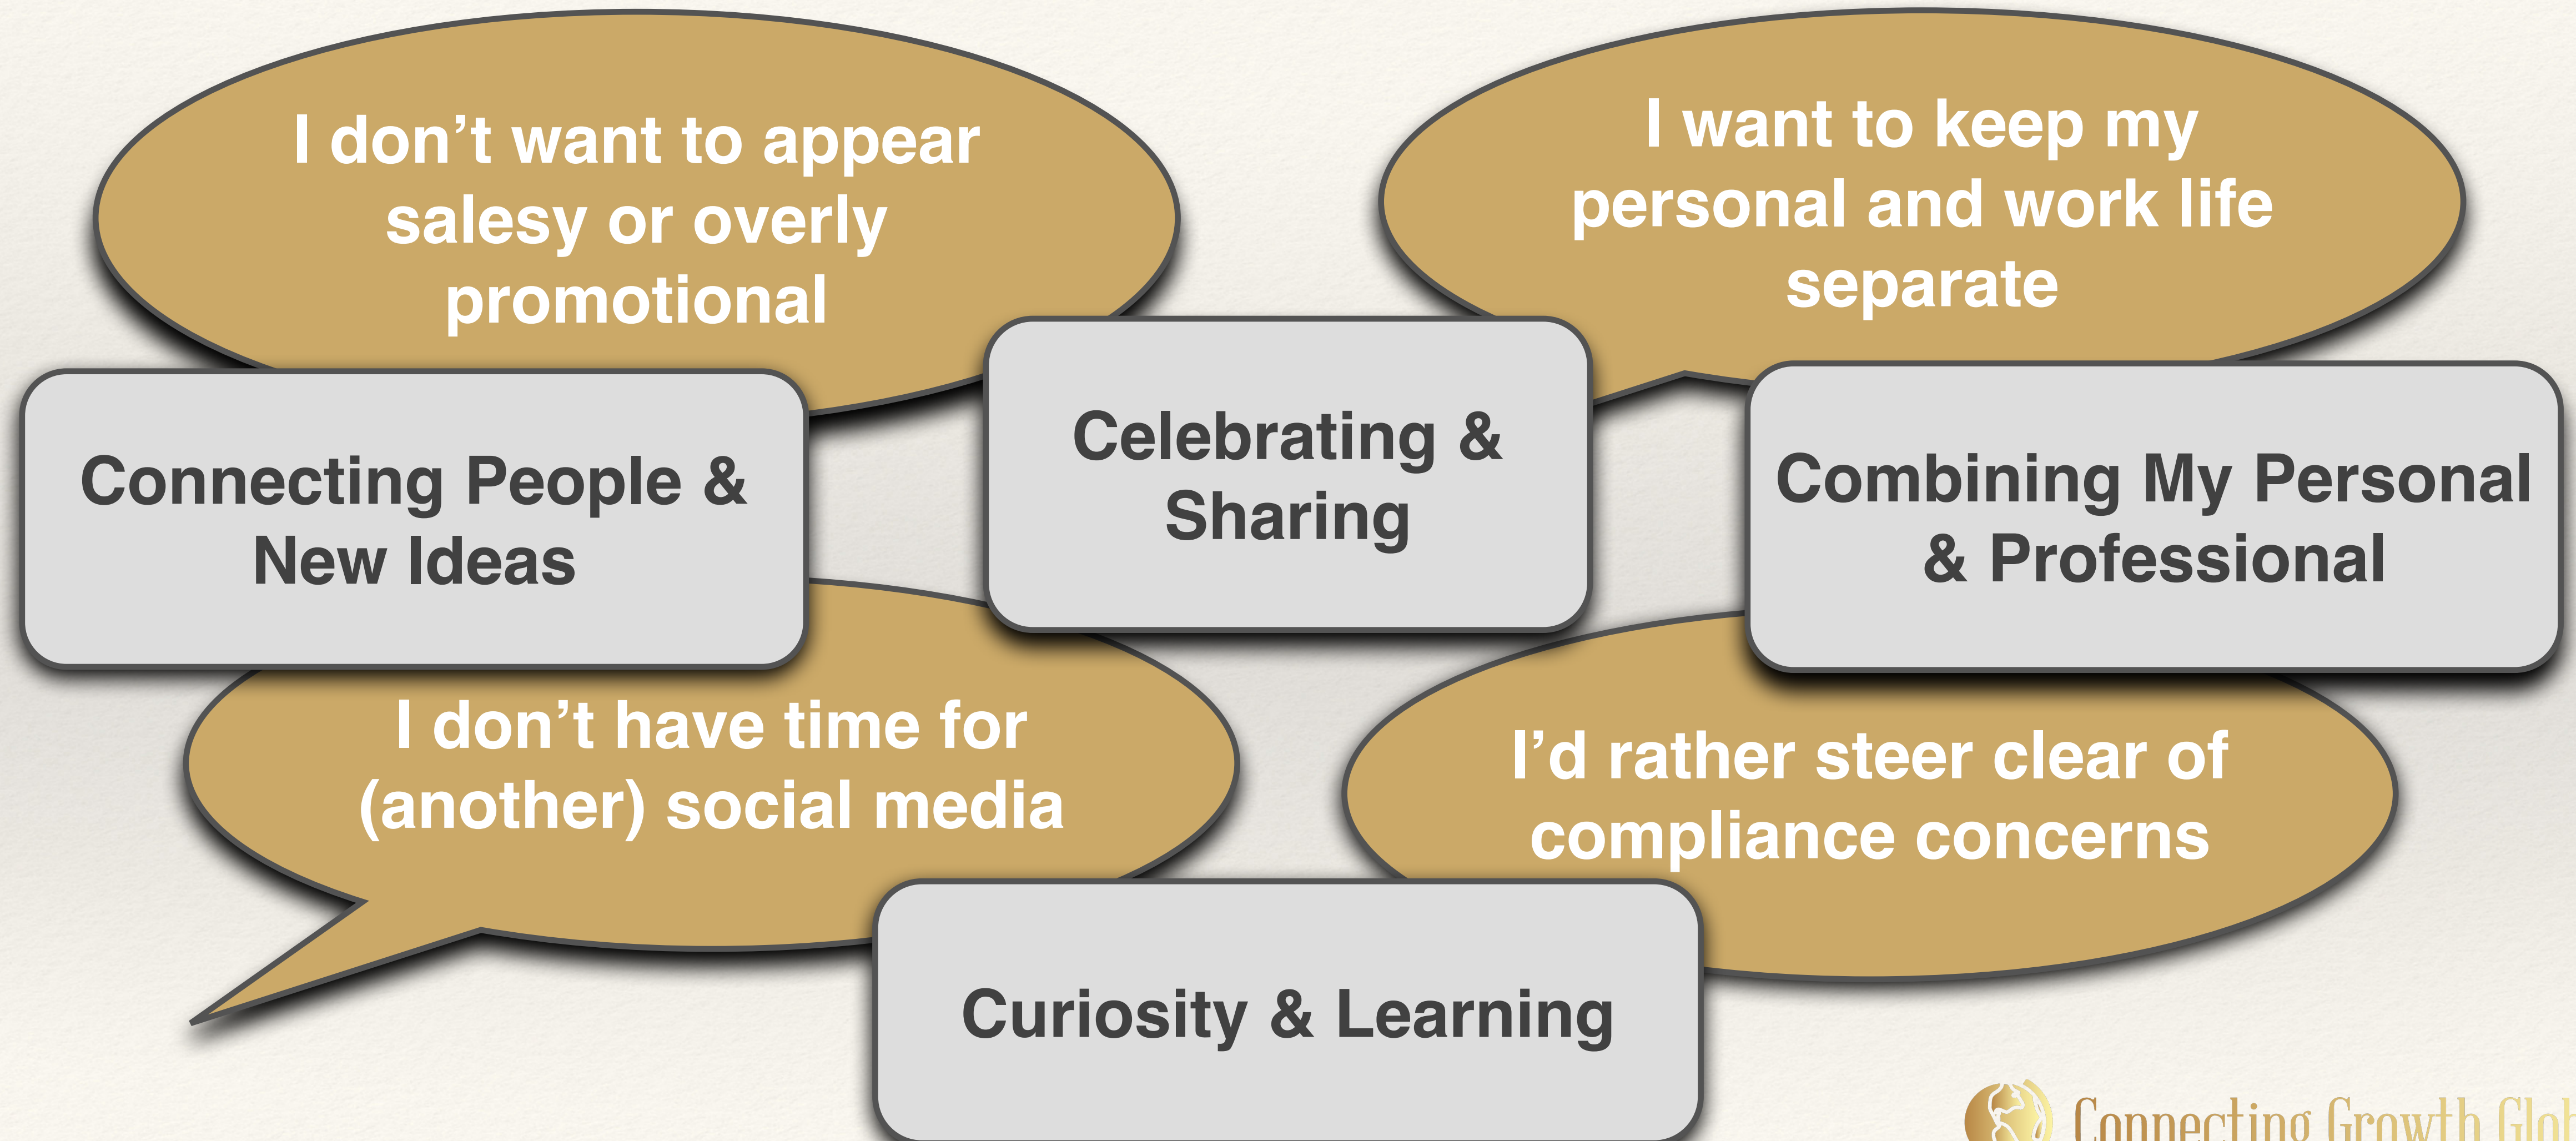 I don’t want to appear
salesy or overly
promotional
I want to keep my
personal and work life
separate
Connecting People &
New Ideas
Celebrating &
Sharing
Combining My Personal
& Professional
I don’t have time for
(another) social media
I’d rather steer clear of
compliance concerns
Curiosity & Learning
Connecting Growth